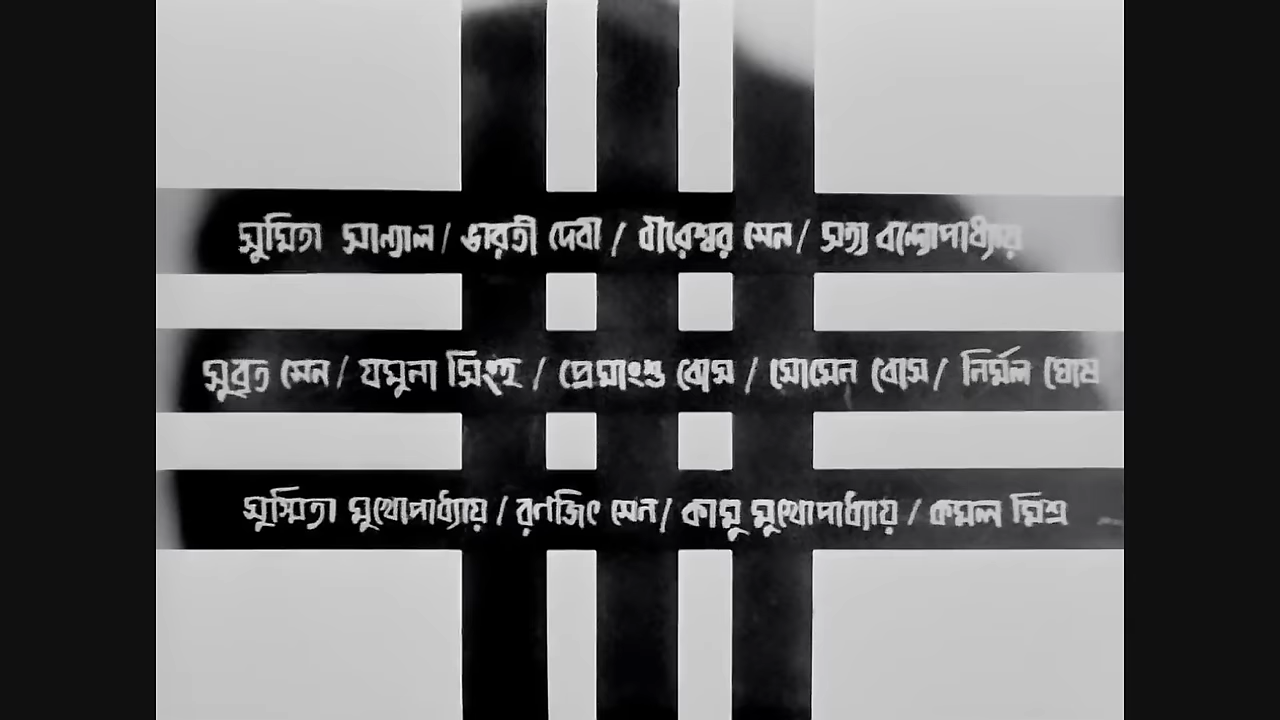 সুমিতা সান্যাল / ভারতী দেবী / বীরেশ্বর সেন / সত্য বন্দ্যোপাধ্যায়
সুব্রত সেন / যমুনা সিংহ / প্রেমাংশু বোস / সোমেন বোস / নির্মল ঘোষ
সুস্মিতা মুখোপাধ্যায় / রণজিৎ সেন / কামু মুখোপাধ্যায় / কমল মিশ্র